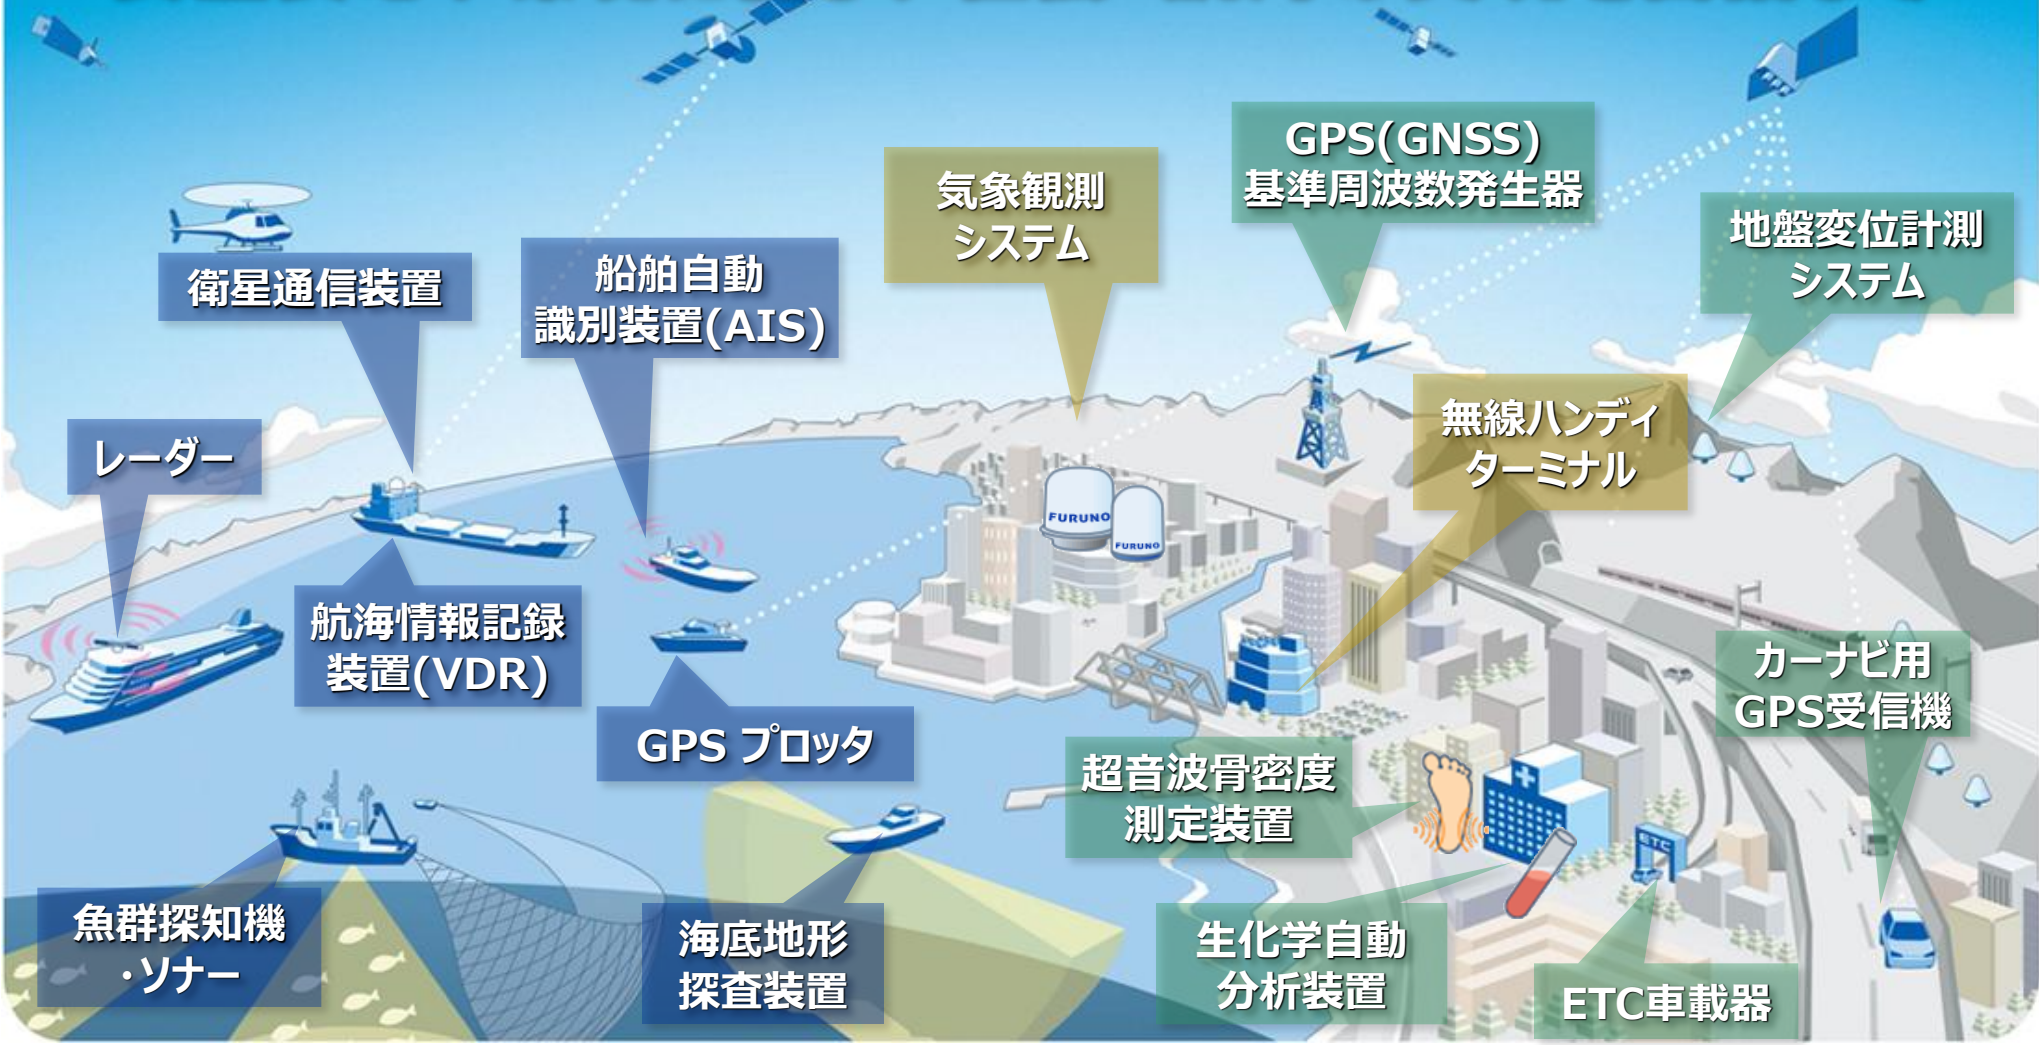 GPS(GNSS)
基準周波数発生器
気象観測
システム
地盤変位計測
システム
船舶自動
識別装置(AIS)
衛星通信装置
無線ハンディ
ターミナル
レーダー
FURUNO
FURUNO
航海情報記録
装置(VDR)
カーナビ用
GPS受信機
GPS プロッタ
超音波骨密度
測定装置
ETC
魚群探知機
・ソナー
海底地形
探査装置
生化学自動
分析装置
ETC車載器